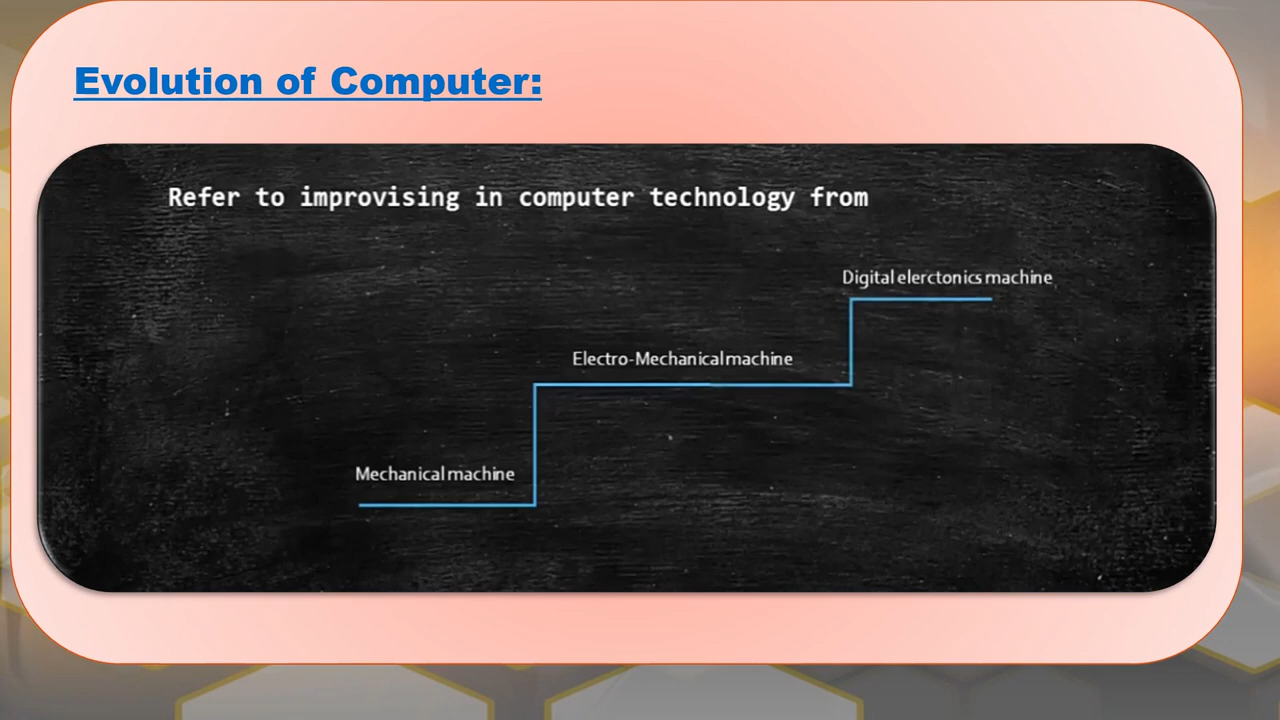 Evolution of Computer:
Refer to improvising in computer technology from
Digital elerctonics machine
Electro-Mechanical machine
Mechanical machine